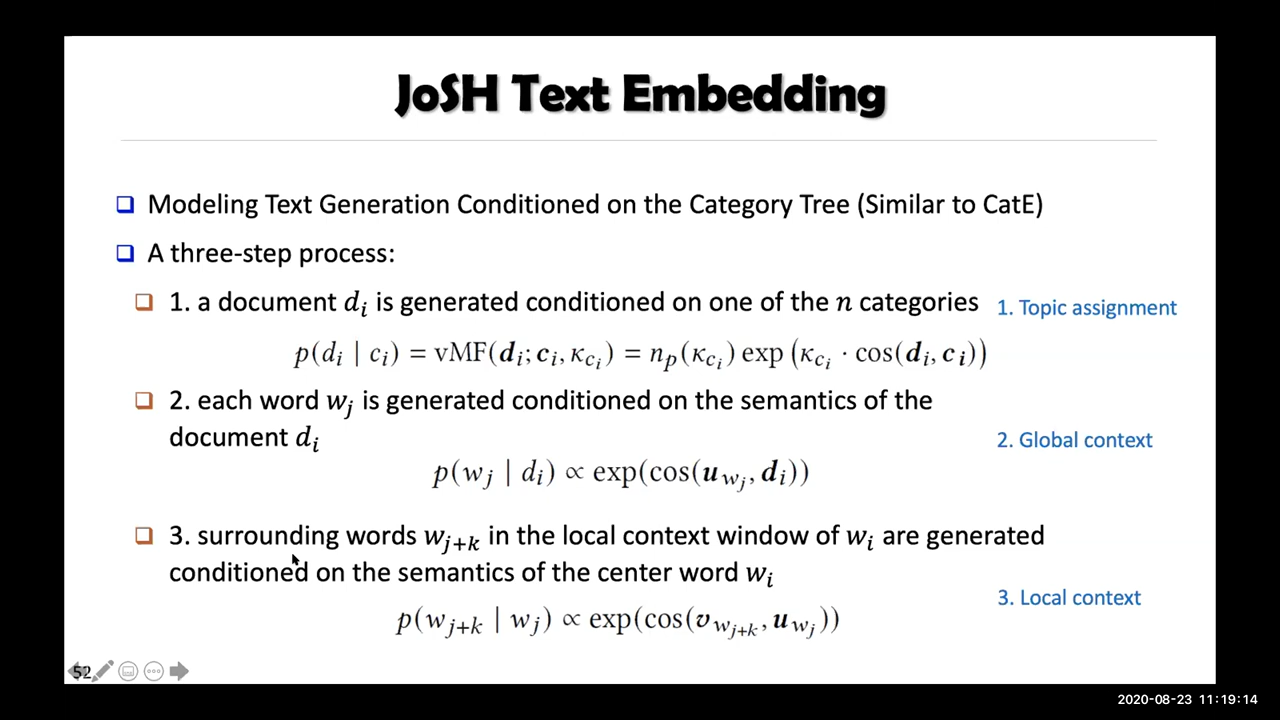 JoSH Text Embedding
Modeling Text Generation Conditioned on the Category Tree (Similar to CatE)
A three-step process:
1. a document d_i is generated conditioned on one of the n categories
1. Topic assignment
p(d_i | c_i) = vMF(d_i; c_i, κ_{c_i}) = n_p(κ_{c_i}) exp (κ_{c_i} · cos(d_i, c_i))
2. each word w_j is generated conditioned on the semantics of the
document d_i
2. Global context
p(w_j | d_i) ∝ exp(cos(u_{w_j}, d_i))
3. surrounding words w_{j+k} in the local context window of w_i are generated
conditioned on the semantics of the center word w_i
3. Local context
p(w_{j+k} | w_j) ∝ exp(cos(v_{w_{j+k}}, u_{w_j}))
52
2020-08-23 11:19:14